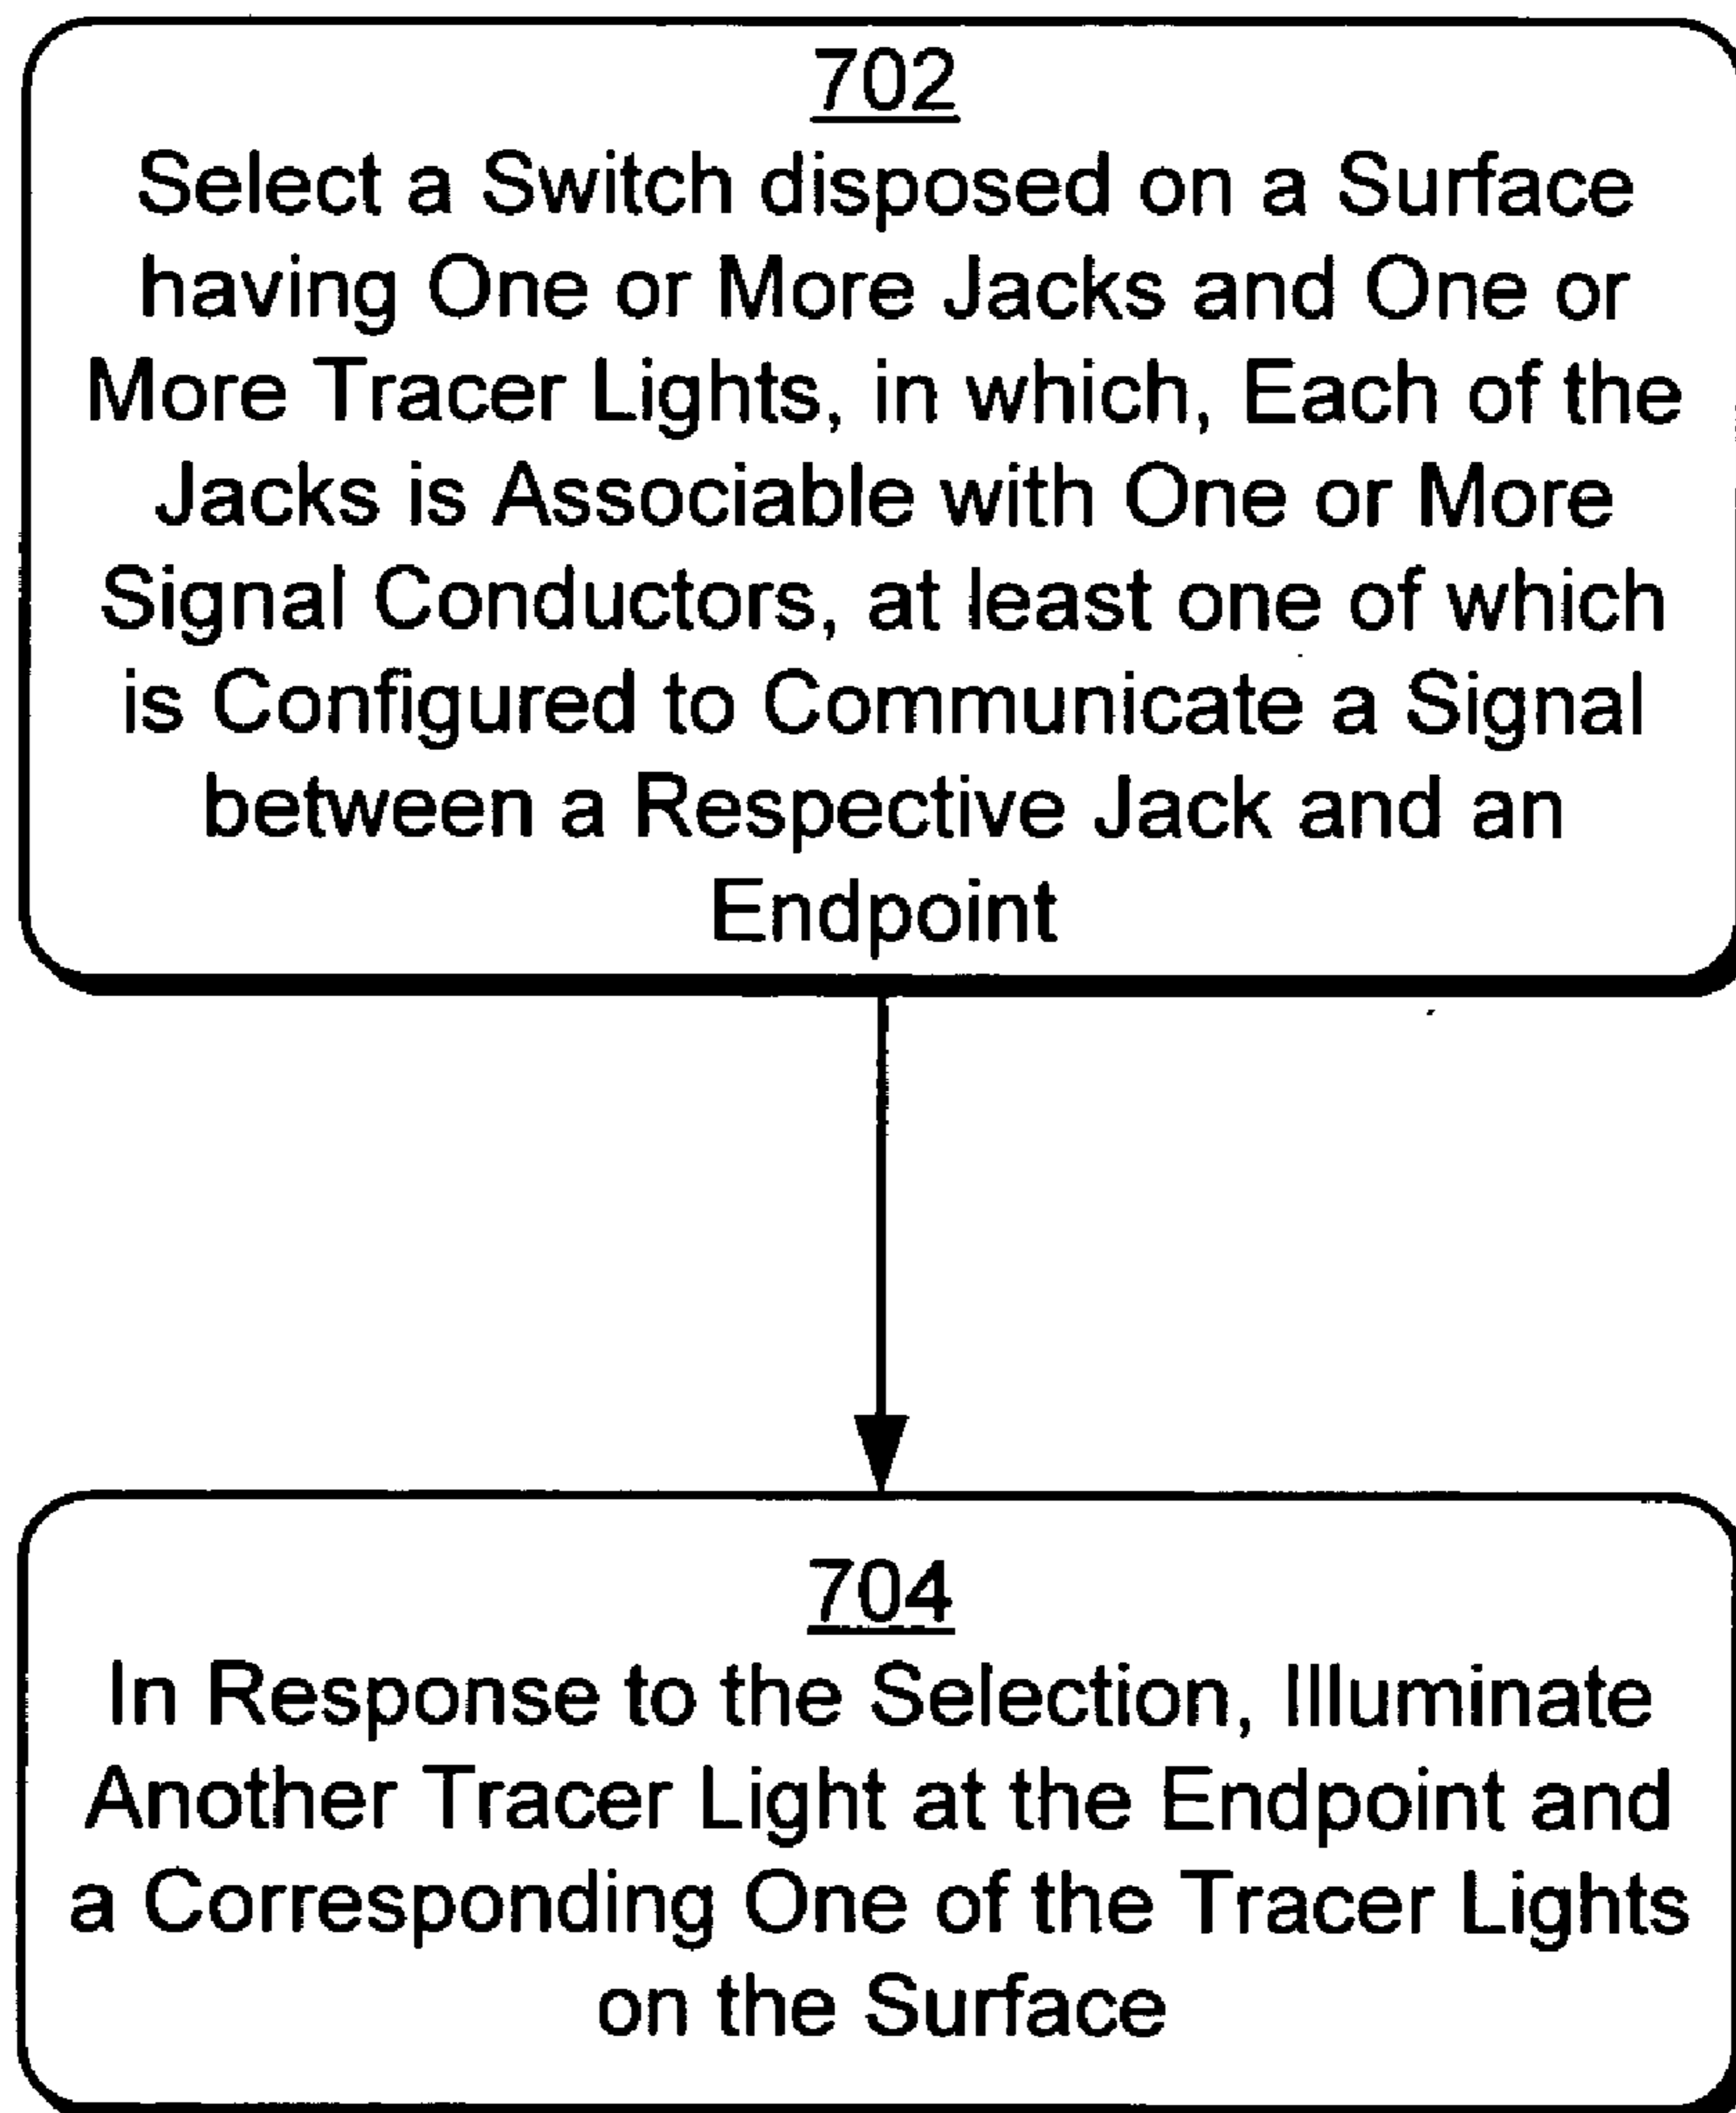 702
Select a Switch disposed on a Surface
having One or More Jacks and One or
More Tracer Lights, in which, Each of the
Jacks is Associable with One or More
Signal Conductors, at least one of which
is Configured to Communicate a Signal
between a Respective Jack and an
Endpoint
704
In Response to the Selection, Illuminate
Another Tracer Light at the Endpoint and
a Corresponding One of the Tracer Lights
on the Surface